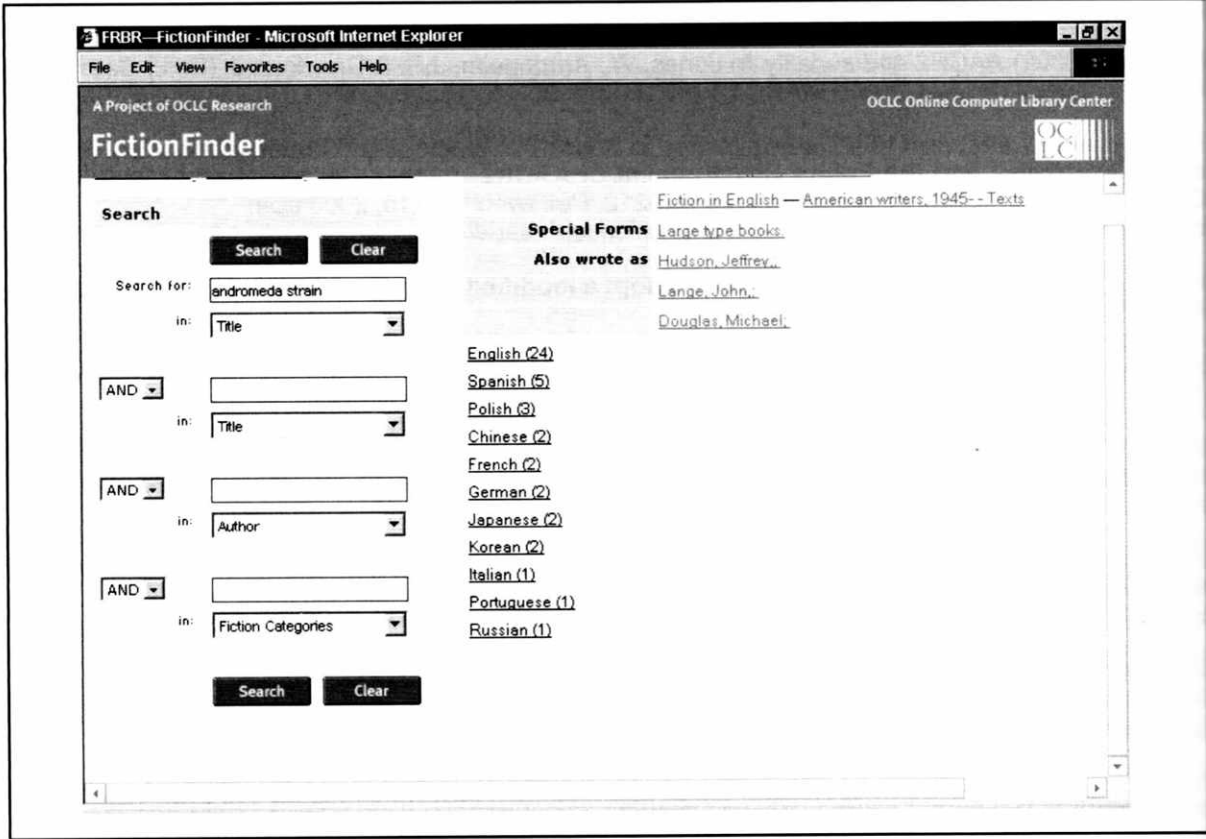 FRBR—FictionFinder - Microsoft Internet Explorer
File Edit View Favorites Tools Help
A Project of OCLC Research
OCLC Online Computer Library Center
FictionFinder
OC
LC
Search
Search Clear
Search for: andromeda strain
in: Title
AND
in: Title
AND
in: Author
AND
in: Fiction Categories
Search Clear
Fiction in English — American writers, 1945- - Texts
Special Forms Large type books.
Also wrote as Hudson, Jeffrey,.
Lange, John,;
Douglas, Michael;
English (24)
Spanish (5)
Polish (3)
Chinese (2)
French (2)
German (2)
Japanese (2)
Korean (2)
Italian (1)
Portuguese (1)
Russian (1)